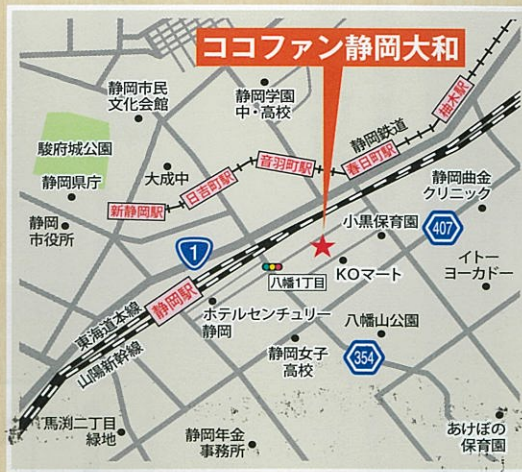 ココファン静岡大和
静岡市民
文化会館
静岡学園
中・高校
柚木駅
静岡鉄道
駿府城公園
音羽町駅
春日町駅
静岡曲金
クリニック
静岡県庁
大成中
日吉町駅
新静岡駅
静岡
市役所
小黒保育園
407
1
KOマート
イトー
ヨーカドー
八幡1丁目
静岡駅
ホテルセンチュリー
静岡
八幡山公園
東海道本線
山陽新幹線
静岡女子
高校
354
馬渕二丁目
緑地
静岡年金
事務所
あけぼの
保育園